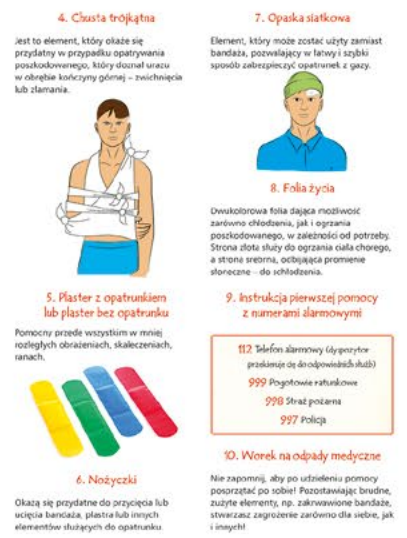 4. Chusta trójkątna
Jest to element, który okaże się
przydatny w przypadku opatrywania
poszkodowanego, który doznał urazu
w obrębie kończyny górnej – zwichnięcia
lub złamania.
5. Plaster z opatrunkiem
lub plaster bez opatrunku
Pomocny przede wszystkim w mniej
rozległych obrażeniach, skaleczeniach,
ranach.
6. Nożyczki
Okażą się przydatne do przycięcia lub
ucięcia bandaża, plastra lub innych
elementów służących do opatrunku.
7. Opaska siatkowa
Element, który może zostać użyty zamiast
bandaża, pozwalający w łatwy i szybki
sposób zabezpieczyć opatrunek z gazy.
8. Folia życia
Dwukolorowa folia dająca możliwość
zarówno chłodzenia, jak i ogrzania
poszkodowanego, w zależności od potrzeby.
Strona złota służy do ogrzania ciała chorego,
a strona srebrna, odbijająca promienie
słoneczne – do schłodzenia.
9. Instrukcja pierwszej pomocy
z numerami alarmowymi
112 Telefon alarmowy (dyspozytor
przekieruje do odpowiednich służb)
999 Pogotowie ratunkowe
998 Straż pożarna
997 Policja
10. Worek na odpady medyczne
Nie zapomnij, aby po udzieleniu pomocy
posprzątać po sobie! Pozostawiając brudne,
zużyte elementy, np. zakrwawione bandaże,
stwarzasz zagrożenie zarówno dla siebie, jak
i innych!